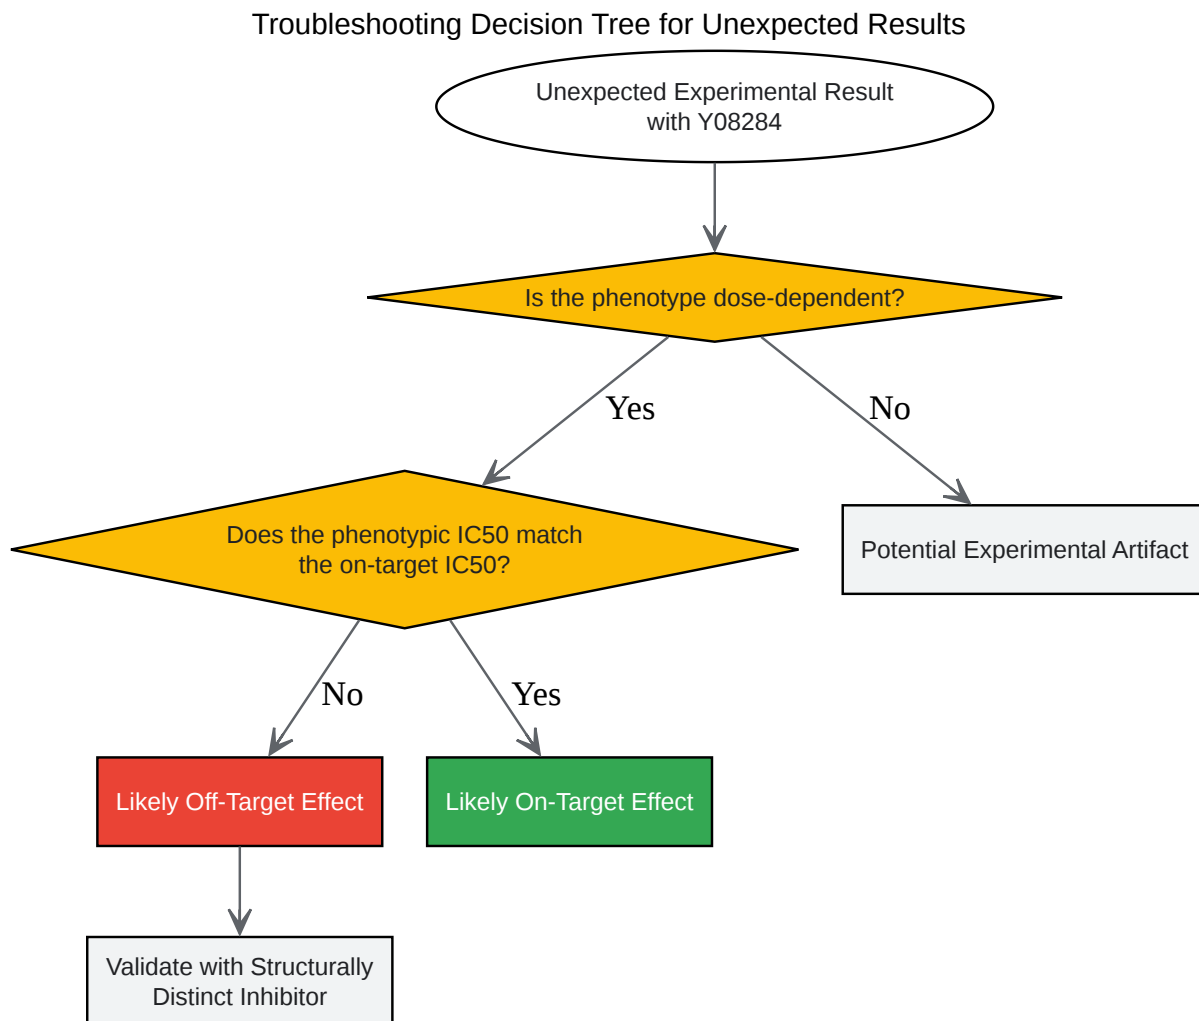 Troubleshooting Decision Tree for Unexpected Results
Unexpected Experimental Result
with Y08284
Is the phenotype dose-dependent?
Yes
No
Does the phenotypic IC50 match
the on-target IC50?
Potential Experimental Artifact
No
Yes
Likely Off-Target Effect
Likely On-Target Effect
Validate with Structurally
Distinct Inhibitor